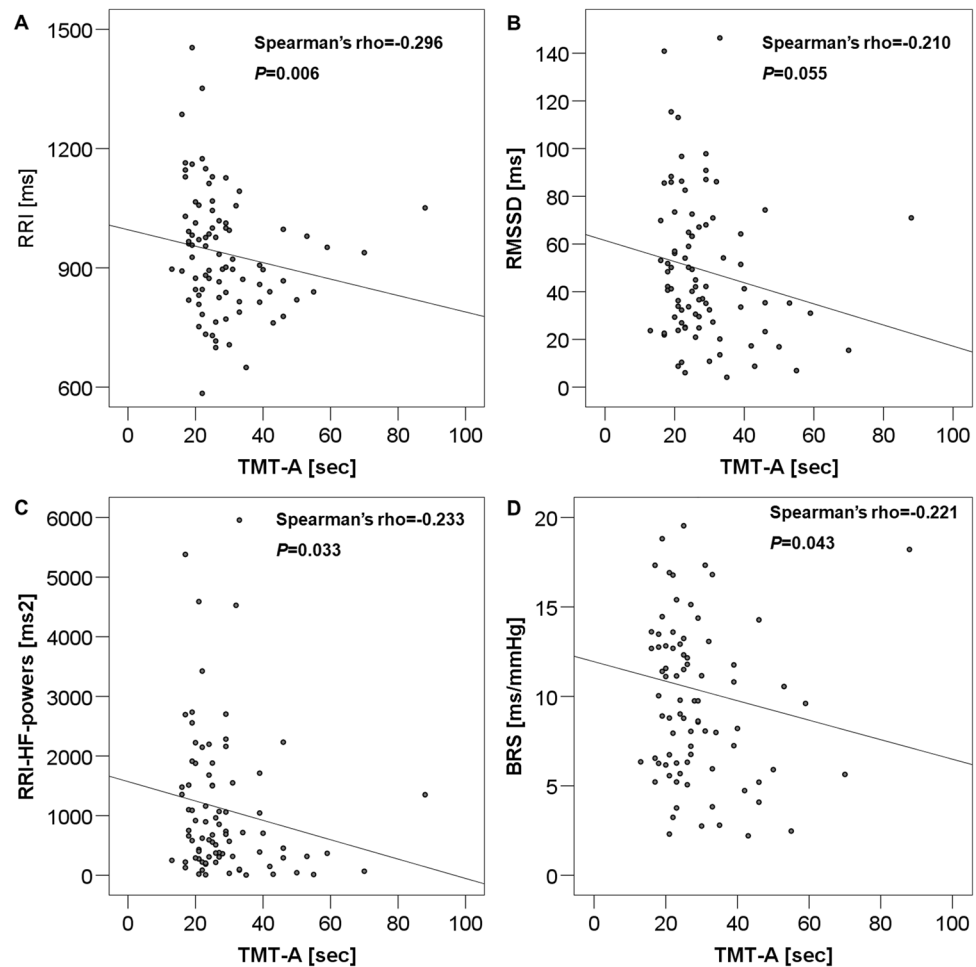 A
Spearman’s rho=-0.296
P=0.006
1500
1200
900
600
RRI [ms]
0 20 40 60 80 100
TMT-A [sec]
B
Spearman’s rho=-0.210
P=0.055
140
120
100
80
60
40
20
0
RMSSD [ms]
0 20 40 60 80 100
TMT-A [sec]
C
Spearman’s rho=-0.233
P=0.033
6000
5000
4000
3000
2000
1000
0
RRI-HF-powers [ms2]
0 20 40 60 80 100
TMT-A [sec]
D
Spearman’s rho=-0.221
P=0.043
20
15
10
5
0
BRS [ms/mmHg]
0 20 40 60 80 100
TMT-A [sec]